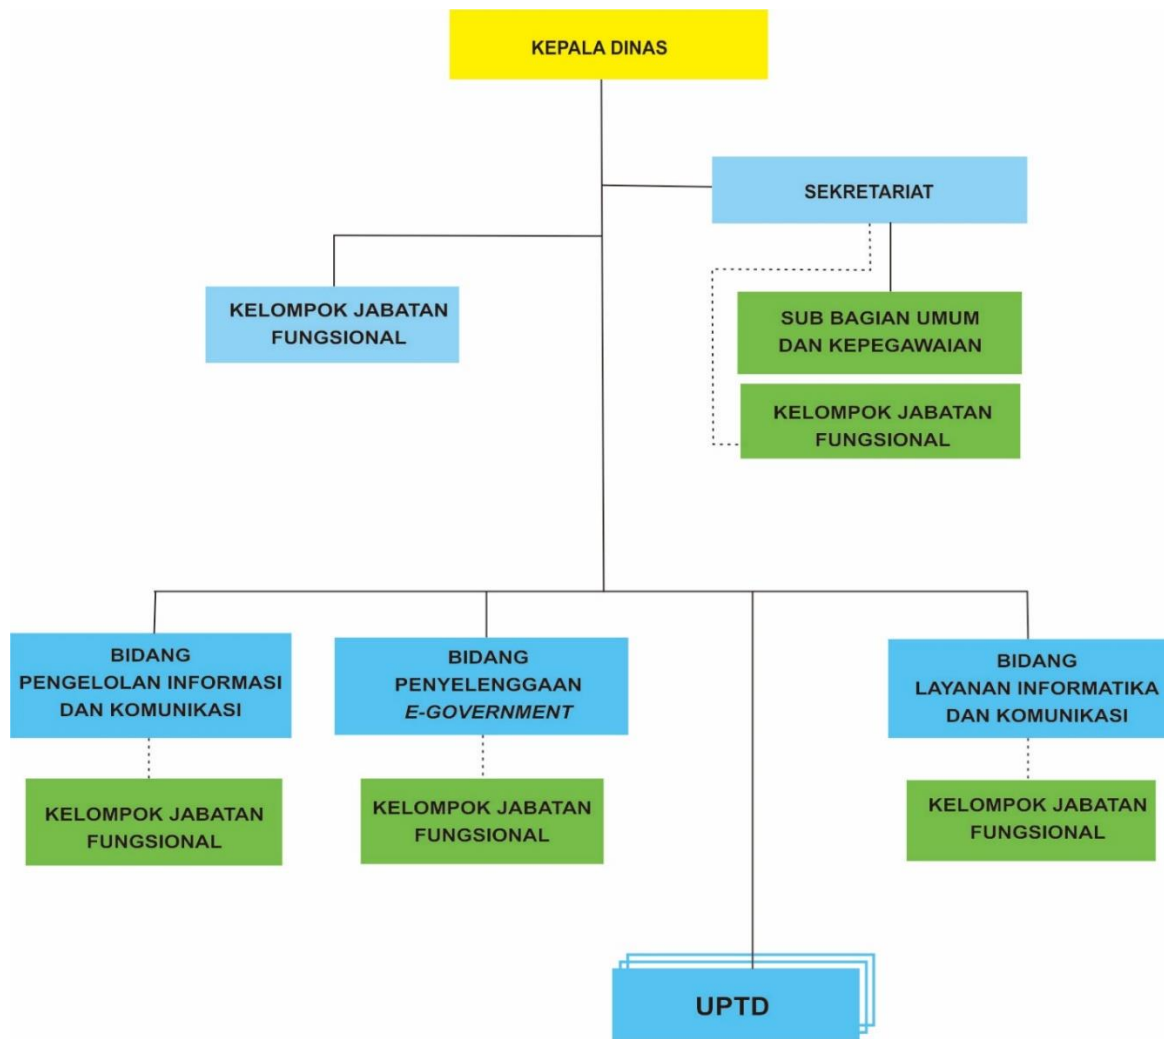 KEPALA DINAS
SEKRETARIAT
KELOMPOK JABATAN
FUNGSIONAL
SUB BAGIAN UMUM
DAN KEPEGAWAIAN
KELOMPOK JABATAN
FUNGSIONAL
BIDANG
PENGELOLAN INFORMASI
DAN KOMUNIKASI
BIDANG
PENYELENGGAAN
E-GOVERNMENT
BIDANG
LAYANAN INFORMATIKA
DAN KOMUNIKASI
KELOMPOK JABATAN
FUNGSIONAL
KELOMPOK JABATAN
FUNGSIONAL
KELOMPOK JABATAN
FUNGSIONAL
UPTD